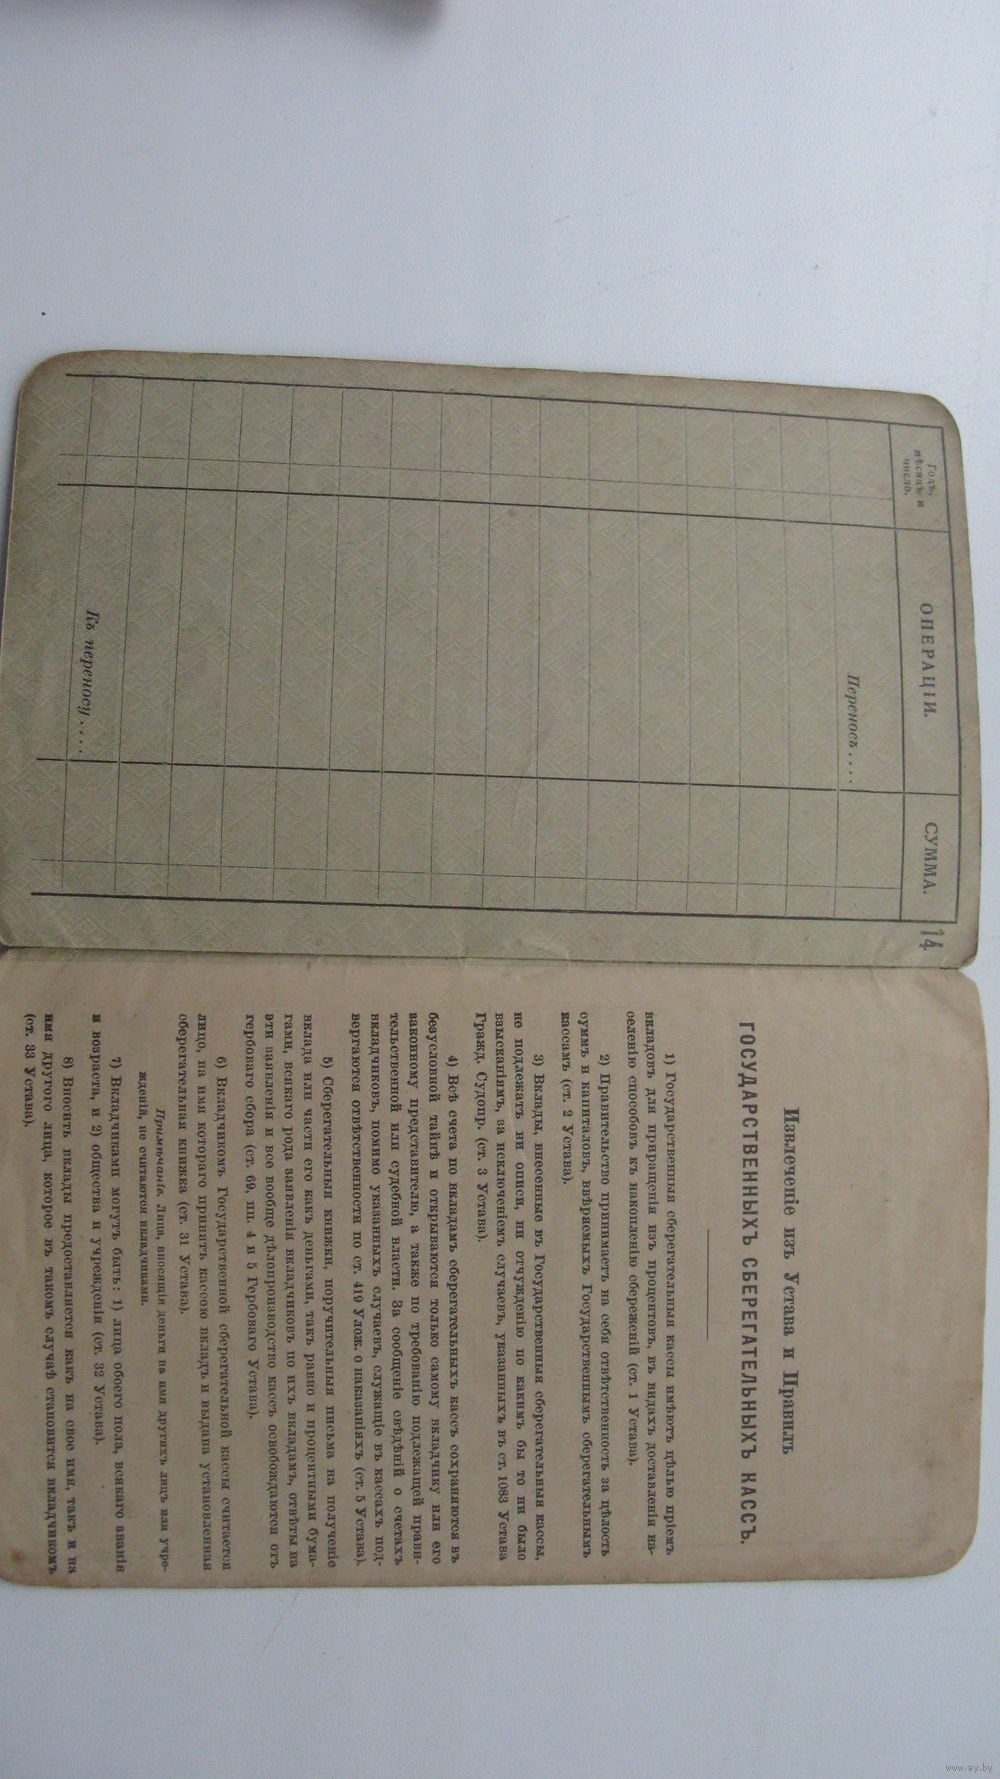 Годъ,
мѣсяцъ и
число.
ОПЕРАЦІИ.
СУММА.
14
Переносъ....
Къ переносу....
Извлеченіе изъ Устава и Правилъ
ГОСУДАРСТВЕННЫХЪ СБЕРЕГАТЕЛЬНЫХЪ КАССЪ.
1) Государственныя сберегательныя кассы имѣютъ цѣлью пріемъ
вкладовъ для приращенія изъ процентовъ, въ видахъ доставленія на-
селенію способовъ къ накопленію сбереженій (ст. 1 Устава).
2) Правительство принимаетъ на себя отвѣтственность за цѣлость
суммъ и капиталовъ, ввѣряемыхъ Государственнымъ сберегательнымъ
кассамъ (ст. 2 Устава).
3) Вклады, внесенные въ Государственныя сберегательныя кассы,
не подлежатъ ни описи, ни отчужденію по какимъ бы то ни было
взысканіямъ, за исключеніемъ случаевъ, указанныхъ въ ст. 1083 Устава
Гражд. Судопр. (ст. 3 Устава).
4) Всѣ счета по вкладамъ сберегательныхъ кассъ сохраняются въ
безусловной тайнѣ и открываются только самому вкладчику или его
законному представителю, а также по требованію подлежащей прави-
тельственной или судебной власти. За сообщеніе свѣдѣній о счетахъ
вкладчиковъ, помимо указанныхъ случаевъ, служащіе въ кассахъ под-
вергаются отвѣтственности по ст. 419 Улож. о наказаніяхъ (ст. 5 Устава).
5) Сберегательныя книжки, поручительныя письма на полученіе
вклада или части его какъ деньгами, такъ равно и процентными бума-
гами, всякаго рода заявленія вкладчиковъ по ихъ вкладамъ, отвѣты на
эти заявленія и все вообще дѣлопроизводство кассъ освобождаются отъ
гербоваго сбора (ст. 69, пп. 4 и 5 Гербоваго Устава).
6) Вкладчикомъ Государственной сберегательной кассы считается
лицо, на имя котораго принятъ кассою вкладъ и выдана установленная
сберегательная книжка (ст. 31 Устава).
Примѣчаніе. Лица, вносящія деньги на имя другихъ лицъ или учре-
жденій, не считаются вкладчиками.
7) Вкладчиками могутъ быть: 1) лица обоего пола, всякаго званія
и возраста, и 2) общества и учрежденія (ст. 32 Устава).
8) Вносить вклады предоставляется какъ на свое имя, такъ и на
имя другого лица, которое въ такомъ случаѣ становится вкладчикомъ
(ст. 33 Устава).
www.ay.by